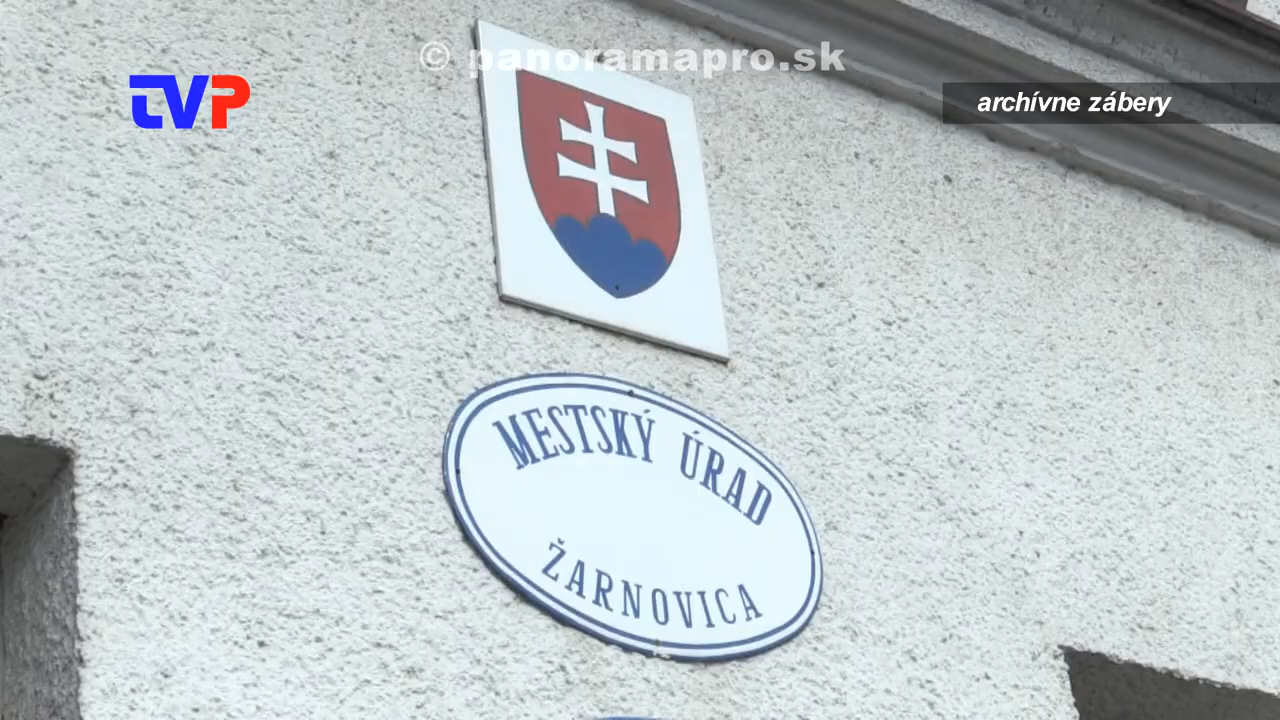 © panoramapro.sk
TVP
archívne zábery
MESTSKÝ ÚRAD
ŽARNOVICA